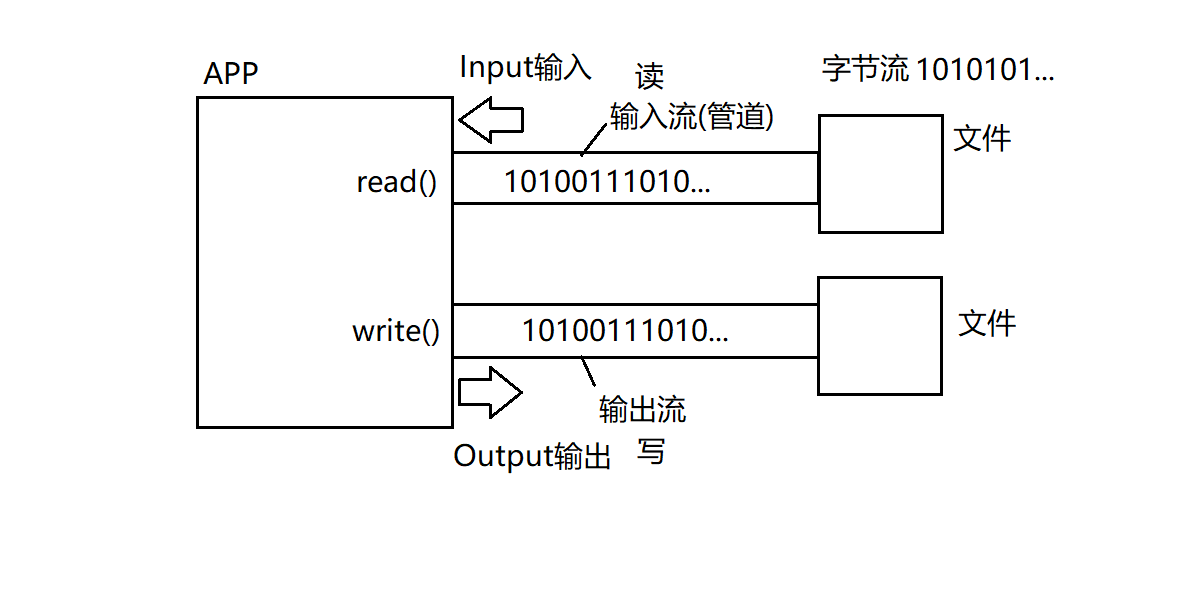 APP
Input输入
读
字节流 1010101...
输入流(管道)
文件
read()
10100111010...
write()
10100111010...
文件
输出流
Output输出
写